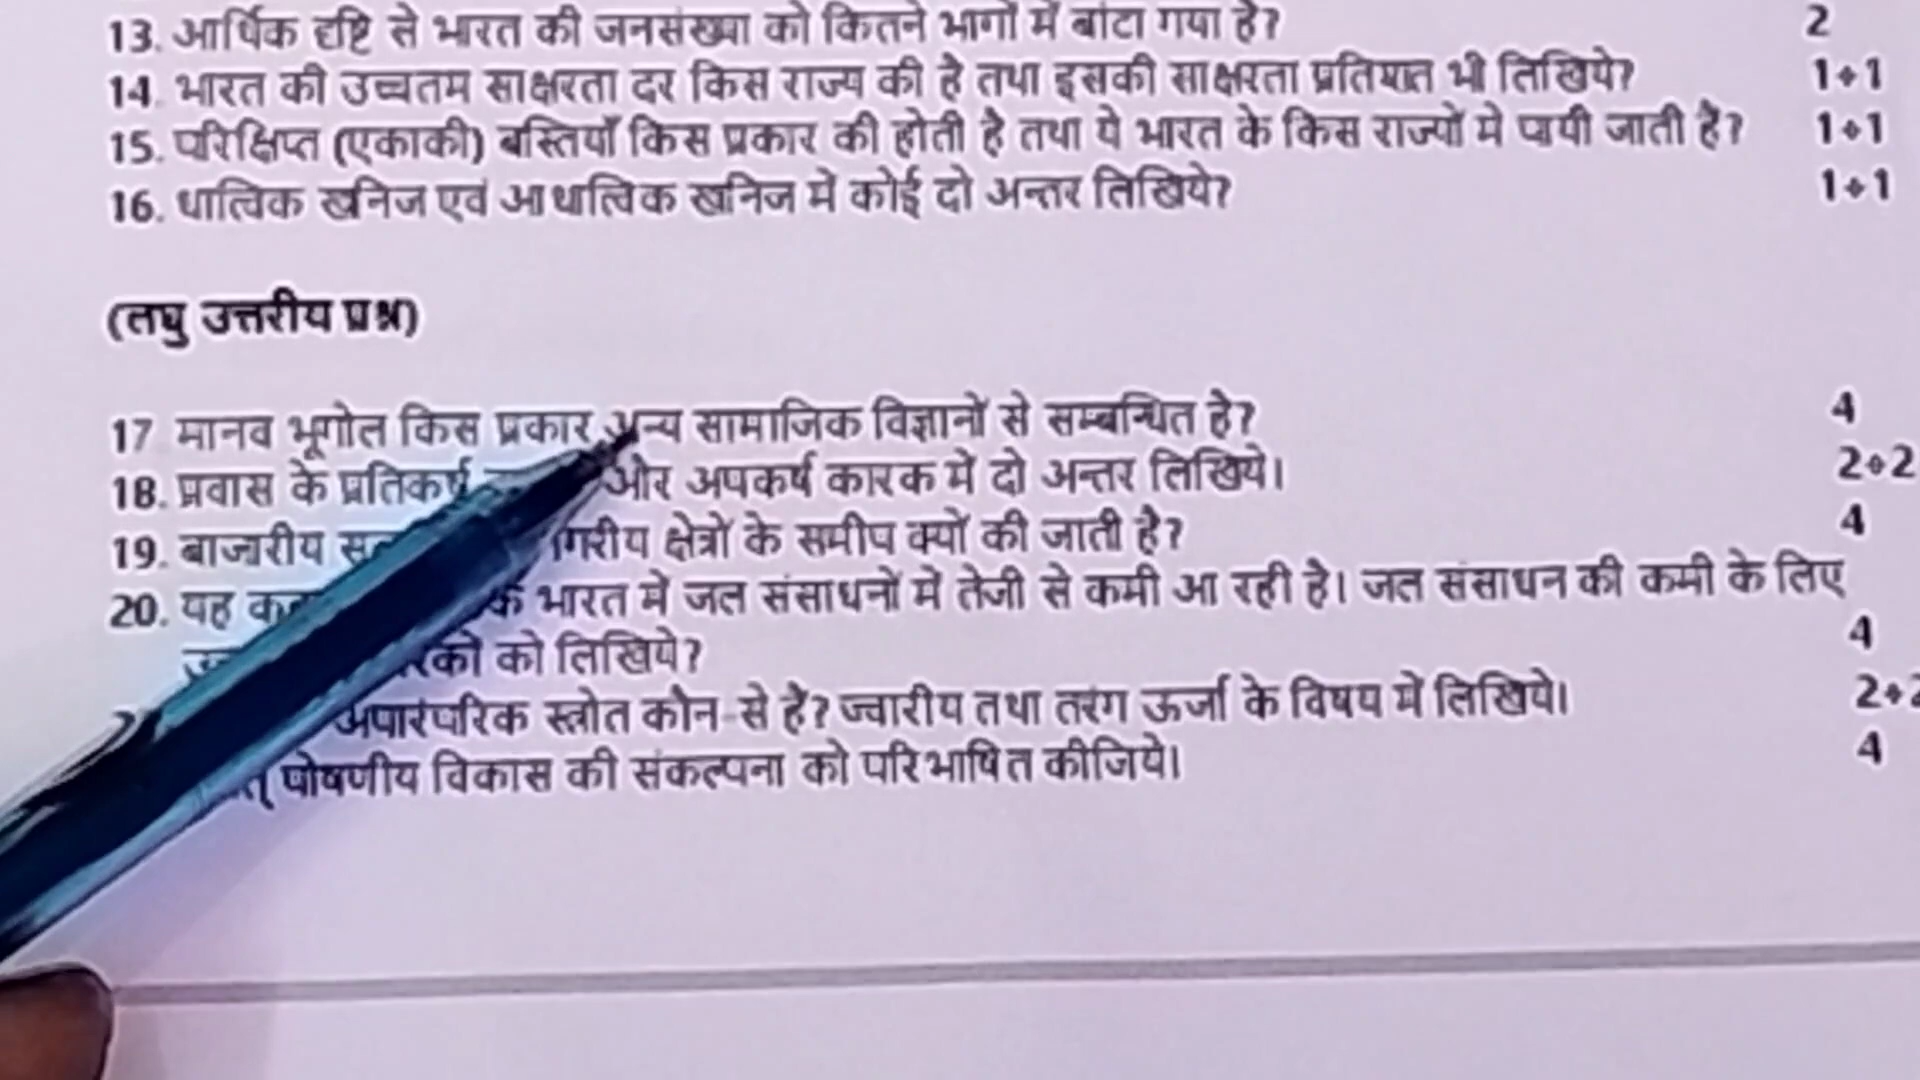 13. आर्थिक दृष्टि से भारत की जनसंख्या को कितने भागों में बांटा गया है? 2
14. भारत की उच्चतम साक्षरता दर किस राज्य की है तथा इसकी साक्षरता प्रतिशत भी लिखिये? 1+1
15. परिक्षिप्त (एकाकी) बस्तियाँ किस प्रकार की होती है तथा ये भारत के किस राज्यों मे पायी जाती है? 1+1
16. धात्विक खनिज एवं आधात्विक खनिज में कोई दो अन्तर लिखिये? 1+1
(लघु उत्तरीय प्रश्न)
17 मानव भूगोल किस प्रकार अन्य सामाजिक विज्ञानों से सम्बन्धित है? 4
18. प्रवास के प्रतिकर्ष और अपकर्ष कारक में दो अन्तर लिखिये। 2+2
19. बाजारीय क्षेत्रों के समीप क्यों की जाती है? 4
20. यह भारत में जल संसाधनों में तेजी से कमी आ रही है। जल संसाधन की कमी के लिए
को लिखिये? 4
अपारंपरिक स्त्रोत कौन-से हैं? ज्वारीय तथा तरंग ऊर्जा के विषय में लिखिये। 2+2
पोषणीय विकास की संकल्पना को परिभाषित कीजिये। 4